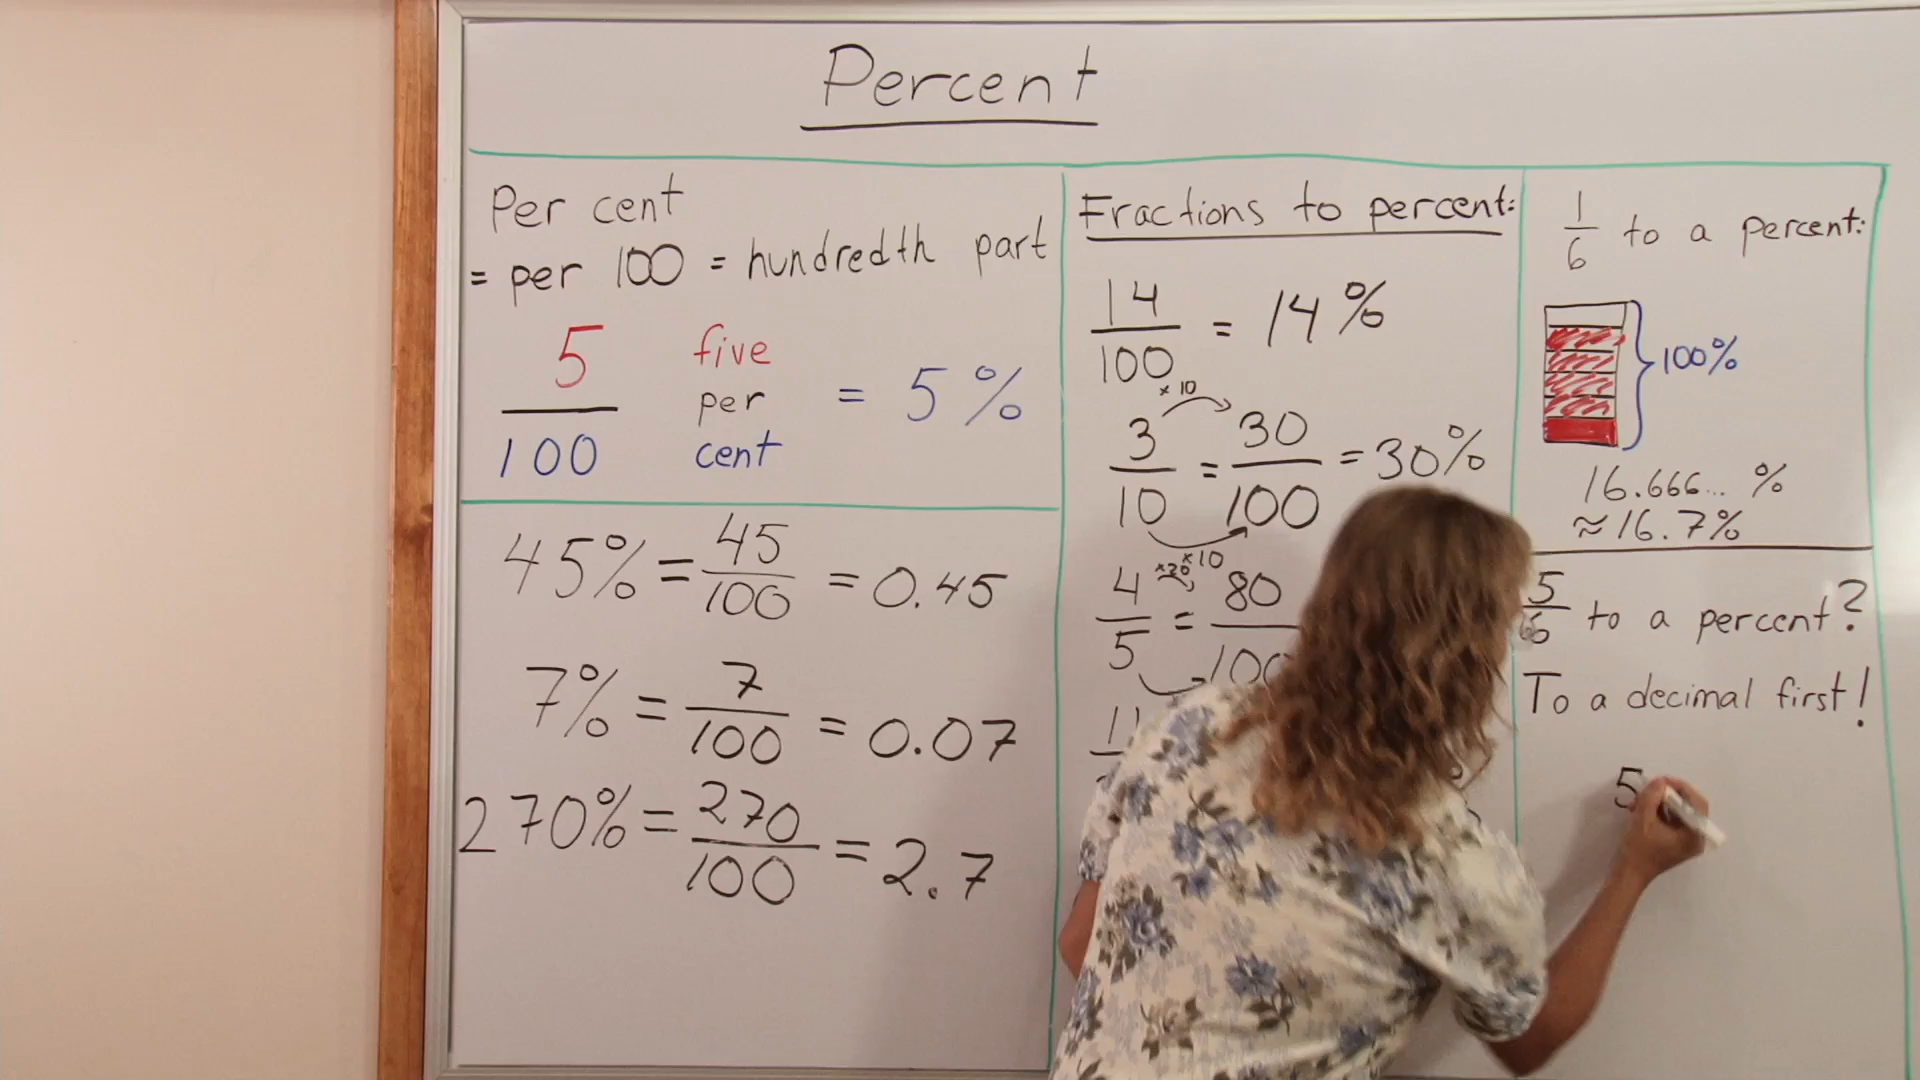 Percent
Per cent
= per 100 = hundredth part
5 five
per
100 cent
= 5 %
45% = 45/100 = 0.45
7% = 7/100 = 0.07
270% = 270/100 = 2.7
Fractions to percent:
14/100 = 14%
×10
3/10 = 30/100 = 30%
×10
×20
4/5 = 80/100
11
1/6 to a percent:
100%
16.666... %
≈16.7%
5/6 to a percent?
To a decimal first!
5